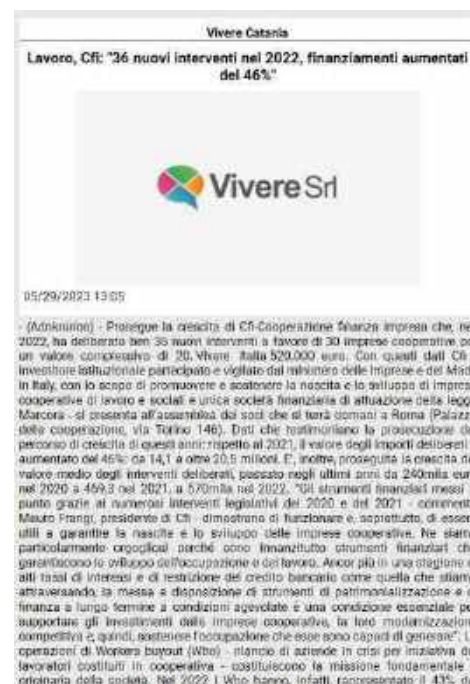 Vivere Catania
Lavoro, Cfi: "36 nuovi interventi nel 2022, finanziamenti aumentati
del 46%"
Vivere Srl
05/29/2023 13:05
- (Adnkronos) - Prosegue la crescita di Cfi-Cooperazione finanza impresa che, nel
2022, ha deliberato ben 36 nuovi interventi a favore di 30 imprese cooperative per
un valore complessivo di 20. Vivere Italia 520.000 euro. Con questi dati Cfi -
investitore istituzionale partecipato e vigilato dal ministero delle Imprese e del Made
in Italy, con lo scopo di promuovere e sostenere la nascita e lo sviluppo di imprese
cooperative di lavoro e sociali e unica società finanziaria di attuazione della legge
Marcora - si presenta all'assemblea dei soci che si terrà domani a Roma (Palazzo
della cooperazione, via Torino 146). Dati che testimoniano la prosecuzione del
percorso di crescita di questi anni: rispetto al 2021, il valore degli importi deliberati è
aumentato del 46%: da 14,1 a oltre 20,5 milioni. E', inoltre, proseguita la crescita del
valore medio degli interventi deliberati, passato negli ultimi anni da 240mila euro
nel 2020 a 469,3 nel 2021, a 570mila nel 2022. "Gli strumenti finanziari messi a
punto grazie ai numerosi interventi legislativi del 2020 e del 2021 - commenta
Mauro Frangi, presidente di Cfi - dimostrano di funzionare e, soprattutto, di essere
utili a garantire la nascita e lo sviluppo delle imprese cooperative. Ne siamo
particolarmente orgogliosi perché sono innanzitutto strumenti finanziari che
garantiscono lo sviluppo dell'occupazione e del lavoro. Ancor più in una stagione di
alti tassi di interessi e di restrizione del credito bancario come quella che stiamo
attraversando, la messa a disposizione di strumenti di patrimonializzazione e di
finanza a lungo termine a condizioni agevolate è una condizione essenziale per
supportare gli investimenti delle imprese cooperative, la loro modernizzazione
competitiva e, quindi, sostenere l'occupazione che esse sono capaci di generare". Le
operazioni di Workers buyout (Wbo) - rilancio di aziende in crisi per iniziativa dei
lavoratori costituiti in cooperativa - costituiscono la missione fondamentale e
originaria della società. Nel 2022 i Wbo hanno, infatti, rappresentato il 43% di